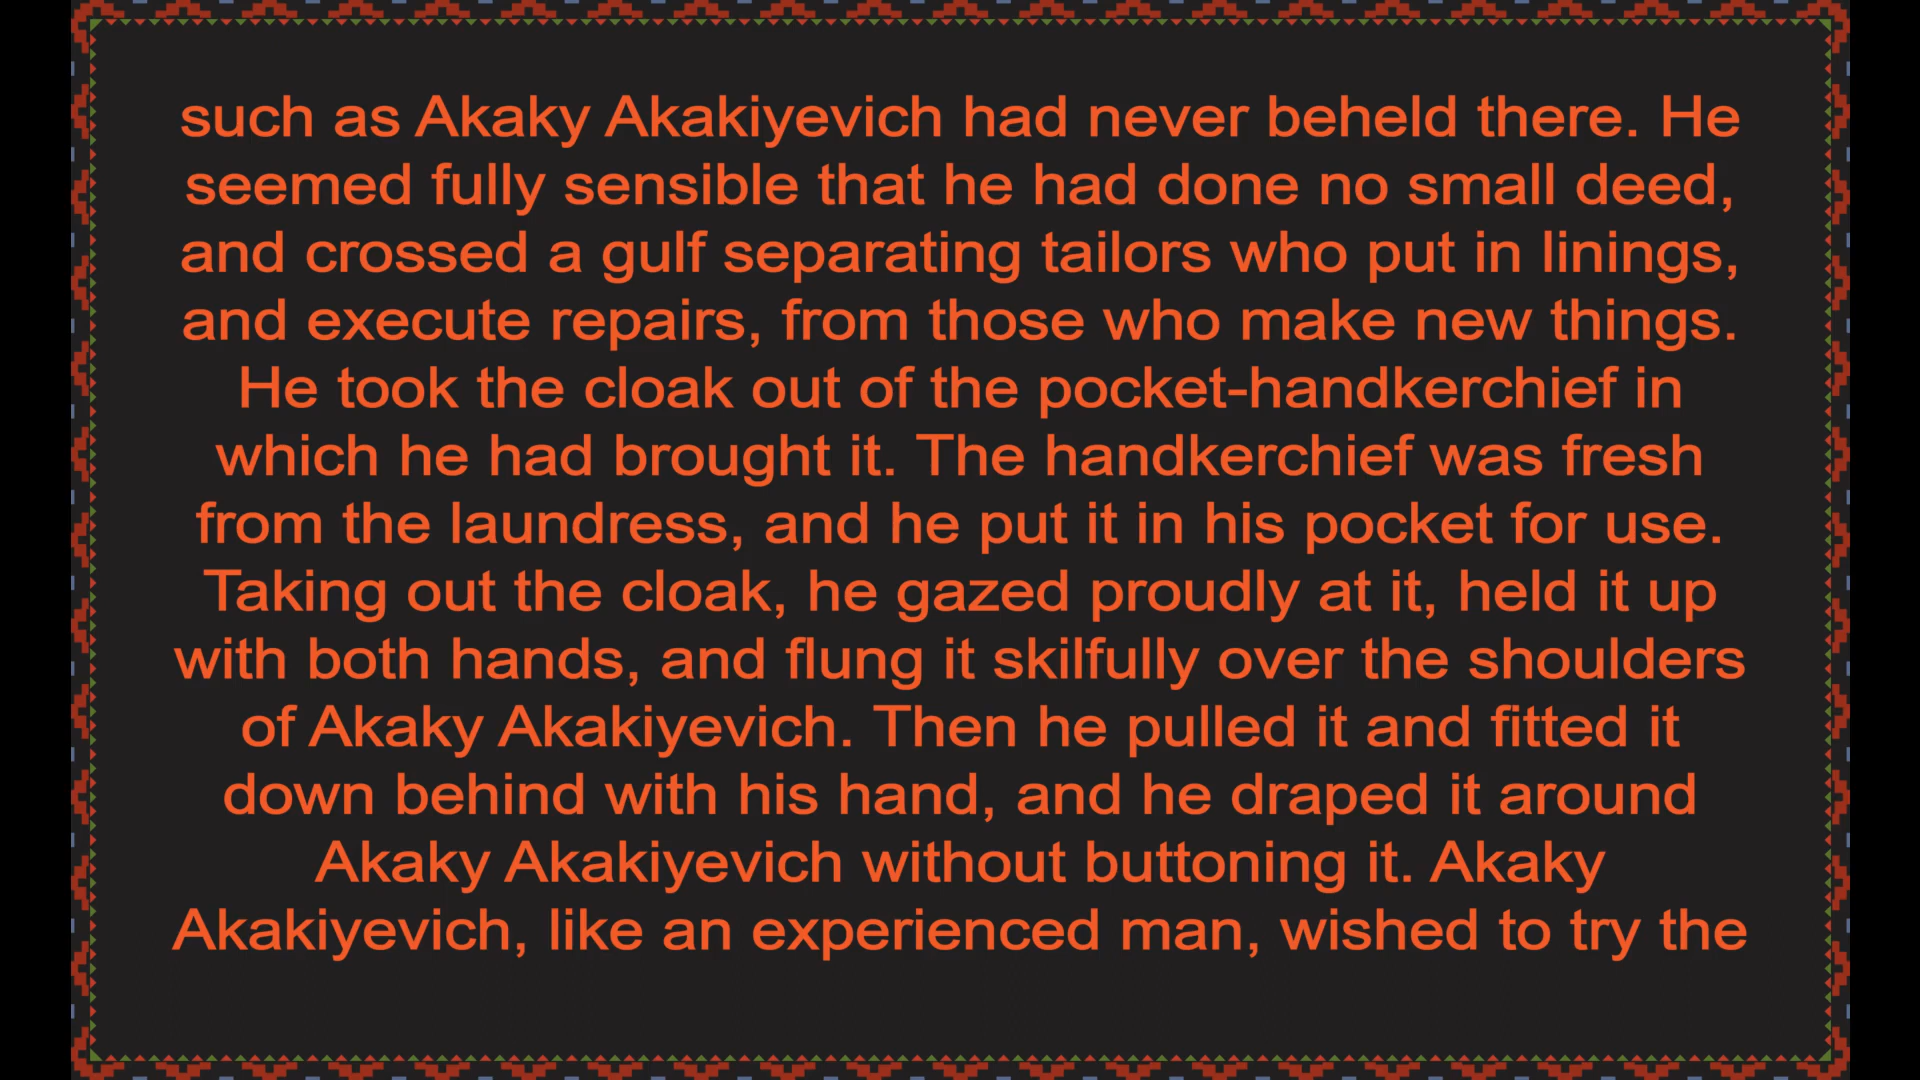 such as Akaky Akakiyevich had never beheld there. He
seemed fully sensible that he had done no small deed,
and crossed a gulf separating tailors who put in linings,
and execute repairs, from those who make new things.
He took the cloak out of the pocket-handkerchief in
which he had brought it. The handkerchief was fresh
from the laundress, and he put it in his pocket for use.
Taking out the cloak, he gazed proudly at it, held it up
with both hands, and flung it skilfully over the shoulders
of Akaky Akakiyevich. Then he pulled it and fitted it
down behind with his hand, and he draped it around
Akaky Akakiyevich without buttoning it. Akaky
Akakiyevich, like an experienced man, wished to try the